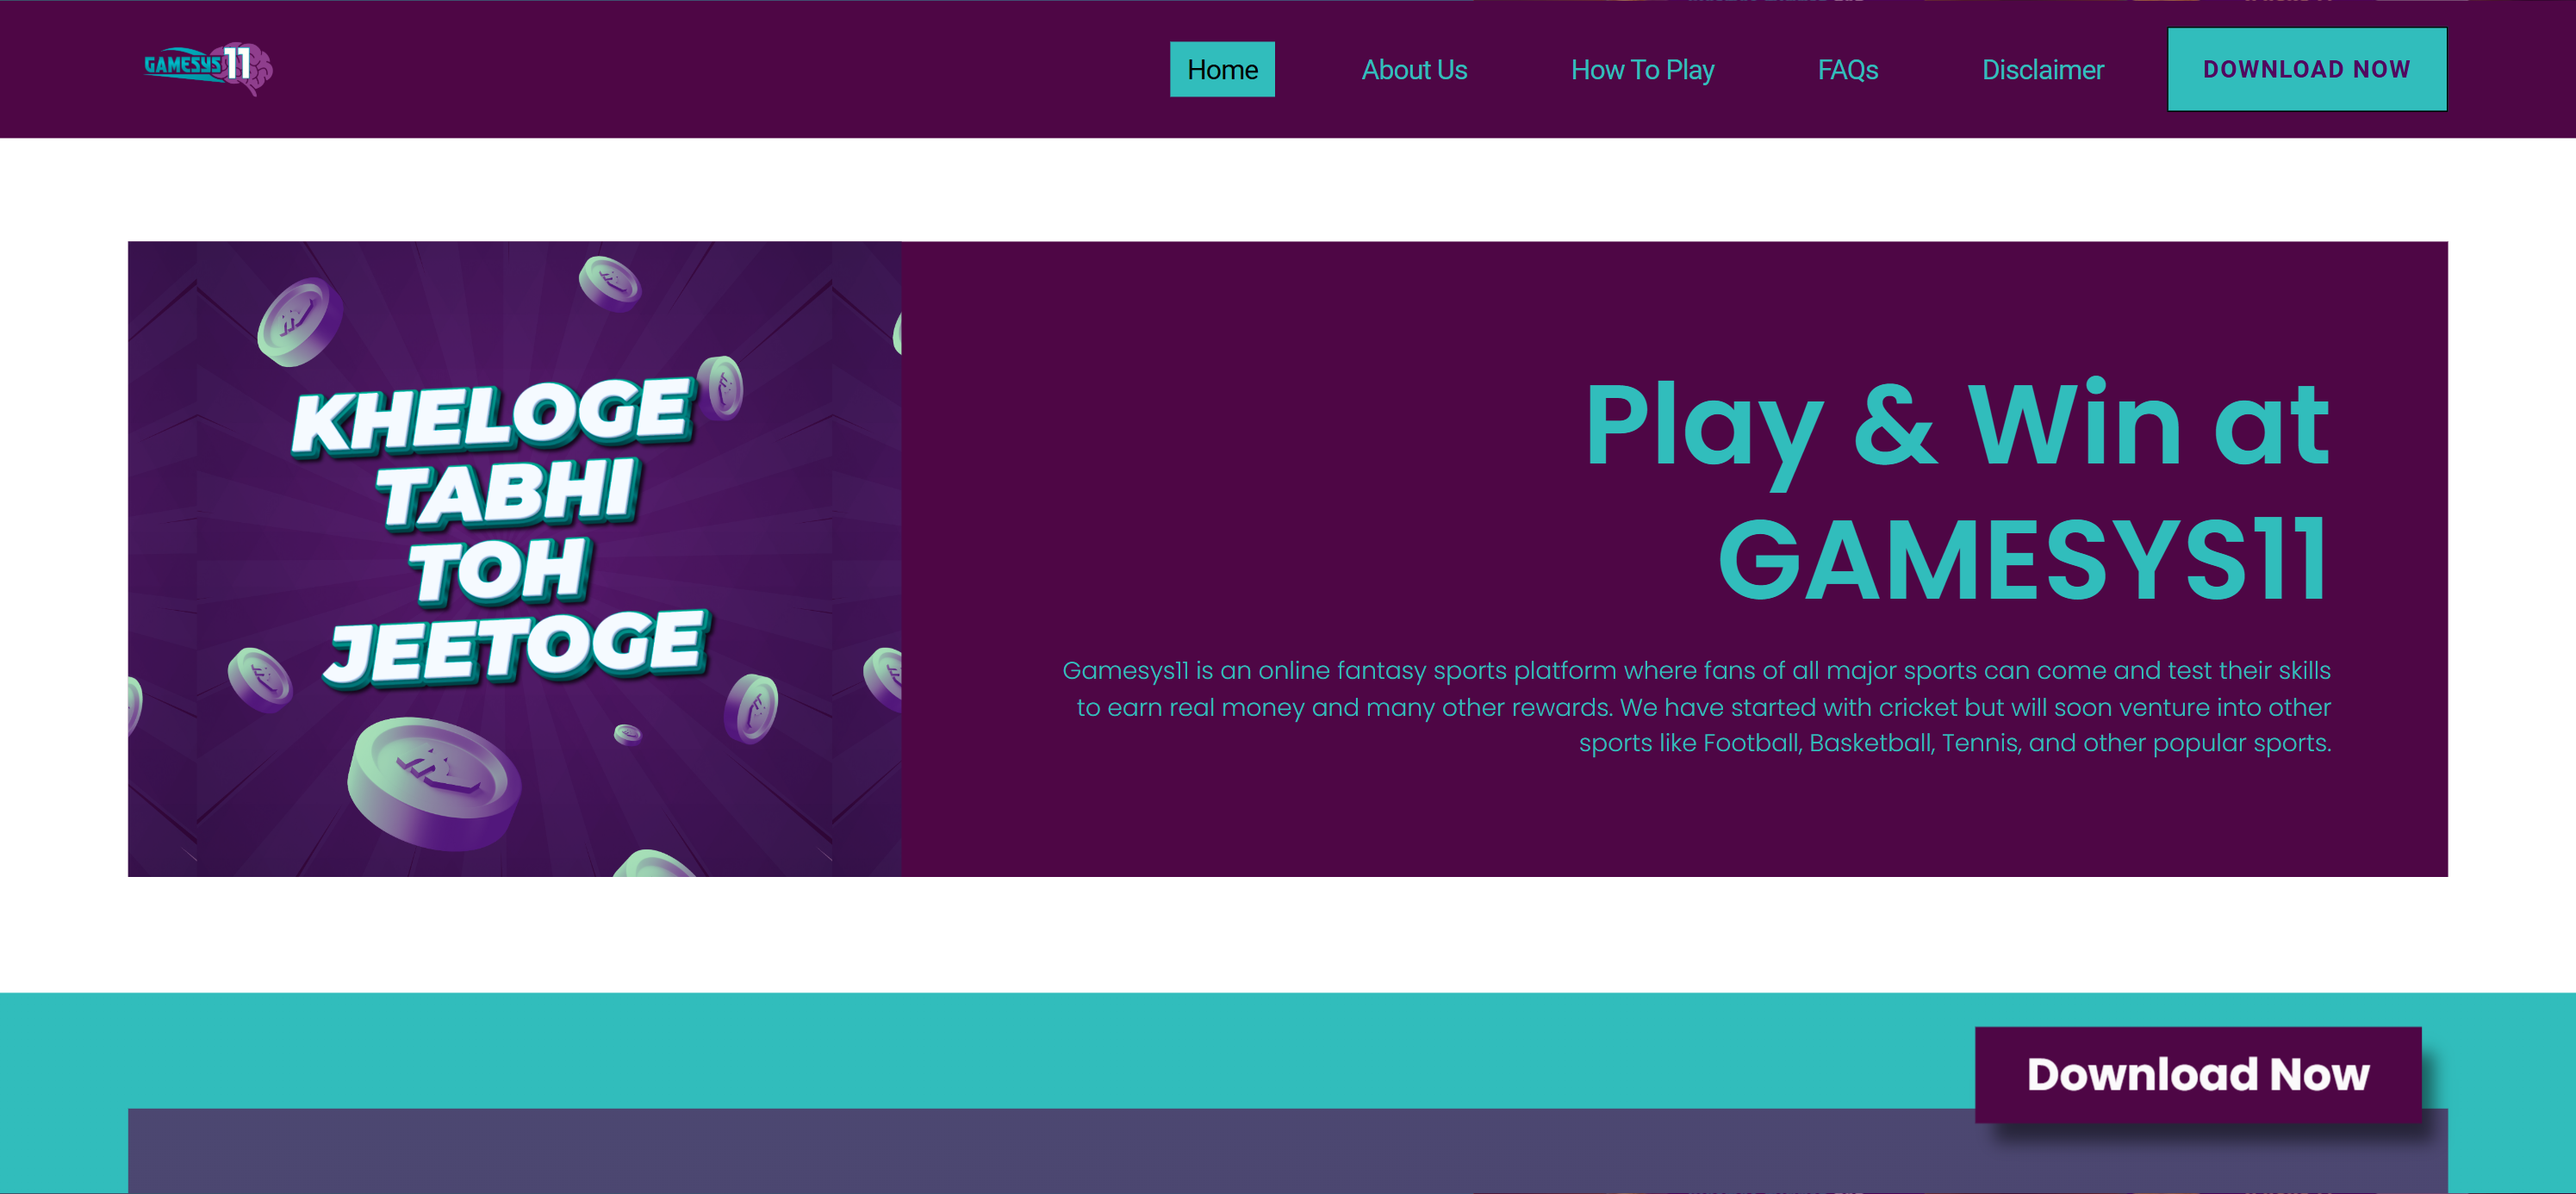 GAMESYS11
Home
About Us
How To Play
FAQs
Disclaimer
DOWNLOAD NOW
KHELOGE
TABHI
TOH
JEETOGE
Play & Win at
GAMESYS11
Gamesys11 is an online fantasy sports platform where fans of all major sports can come and test their skills
to earn real money and many other rewards. We have started with cricket but will soon venture into other
sports like Football, Basketball, Tennis, and other popular sports.
Download Now